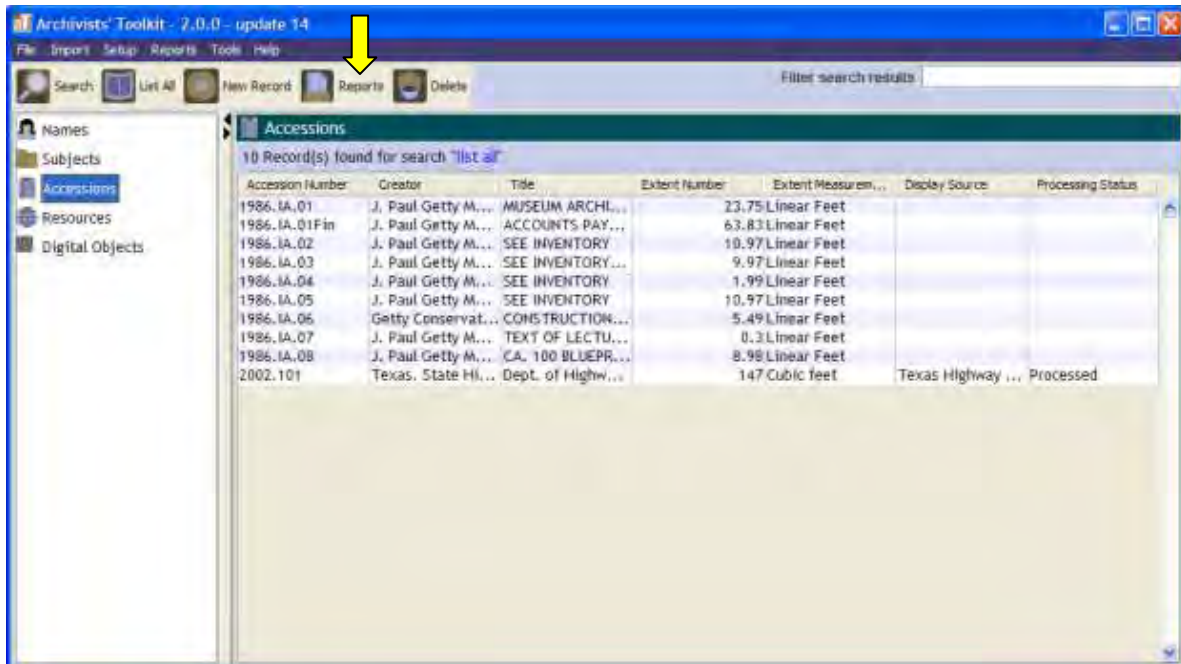 Archivists' Toolkit - 2.0.0 - update 14
File Import Setup Reports Tools Help
Search List All New Record Reports Delete Filter search results
Names
Subjects
Accessions
Resources
Digital Objects
Accessions
10 Record(s) found for search "list all"
Accession Number Creator Title Extent Number Extent Measurem... Display Source Processing Status
1986.IA.01 J. Paul Getty M... MUSEUM ARCHI... 23.75 Linear Feet
1986.IA.01Fin J. Paul Getty M... ACCOUNTS PAY... 63.83 Linear Feet
1986.IA.02 J. Paul Getty M... SEE INVENTORY 10.97 Linear Feet
1986.IA.03 J. Paul Getty M... SEE INVENTORY... 9.97 Linear Feet
1986.IA.04 J. Paul Getty M... SEE INVENTORY 1.99 Linear Feet
1986.IA.05 J. Paul Getty M... SEE INVENTORY 10.97 Linear Feet
1986.IA.06 Getty Conservat... CONSTRUCTION... 5.49 Linear Feet
1986.IA.07 J. Paul Getty M... TEXT OF LECTU... 0.3 Linear Feet
1986.IA.08 J. Paul Getty M... CA. 100 BLUEPR... 8.98 Linear Feet
2002.101 Texas. State Hi... Dept. of Highw... 147 Cubic feet Texas Highway ... Processed